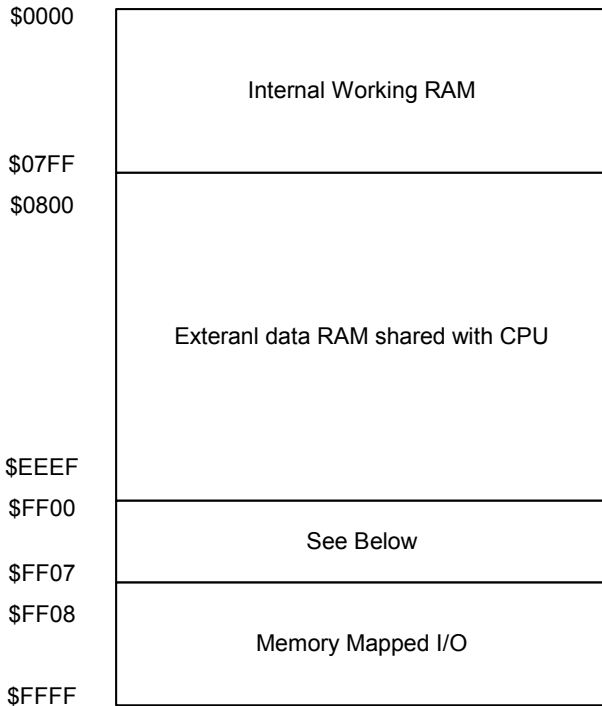 $0000
Internal Working RAM
$07FF
$0800
Exteranl data RAM shared with CPU
$EEEF
$FF00
See Below
$FF07
$FF08
Memory Mapped I/O
$FFFF